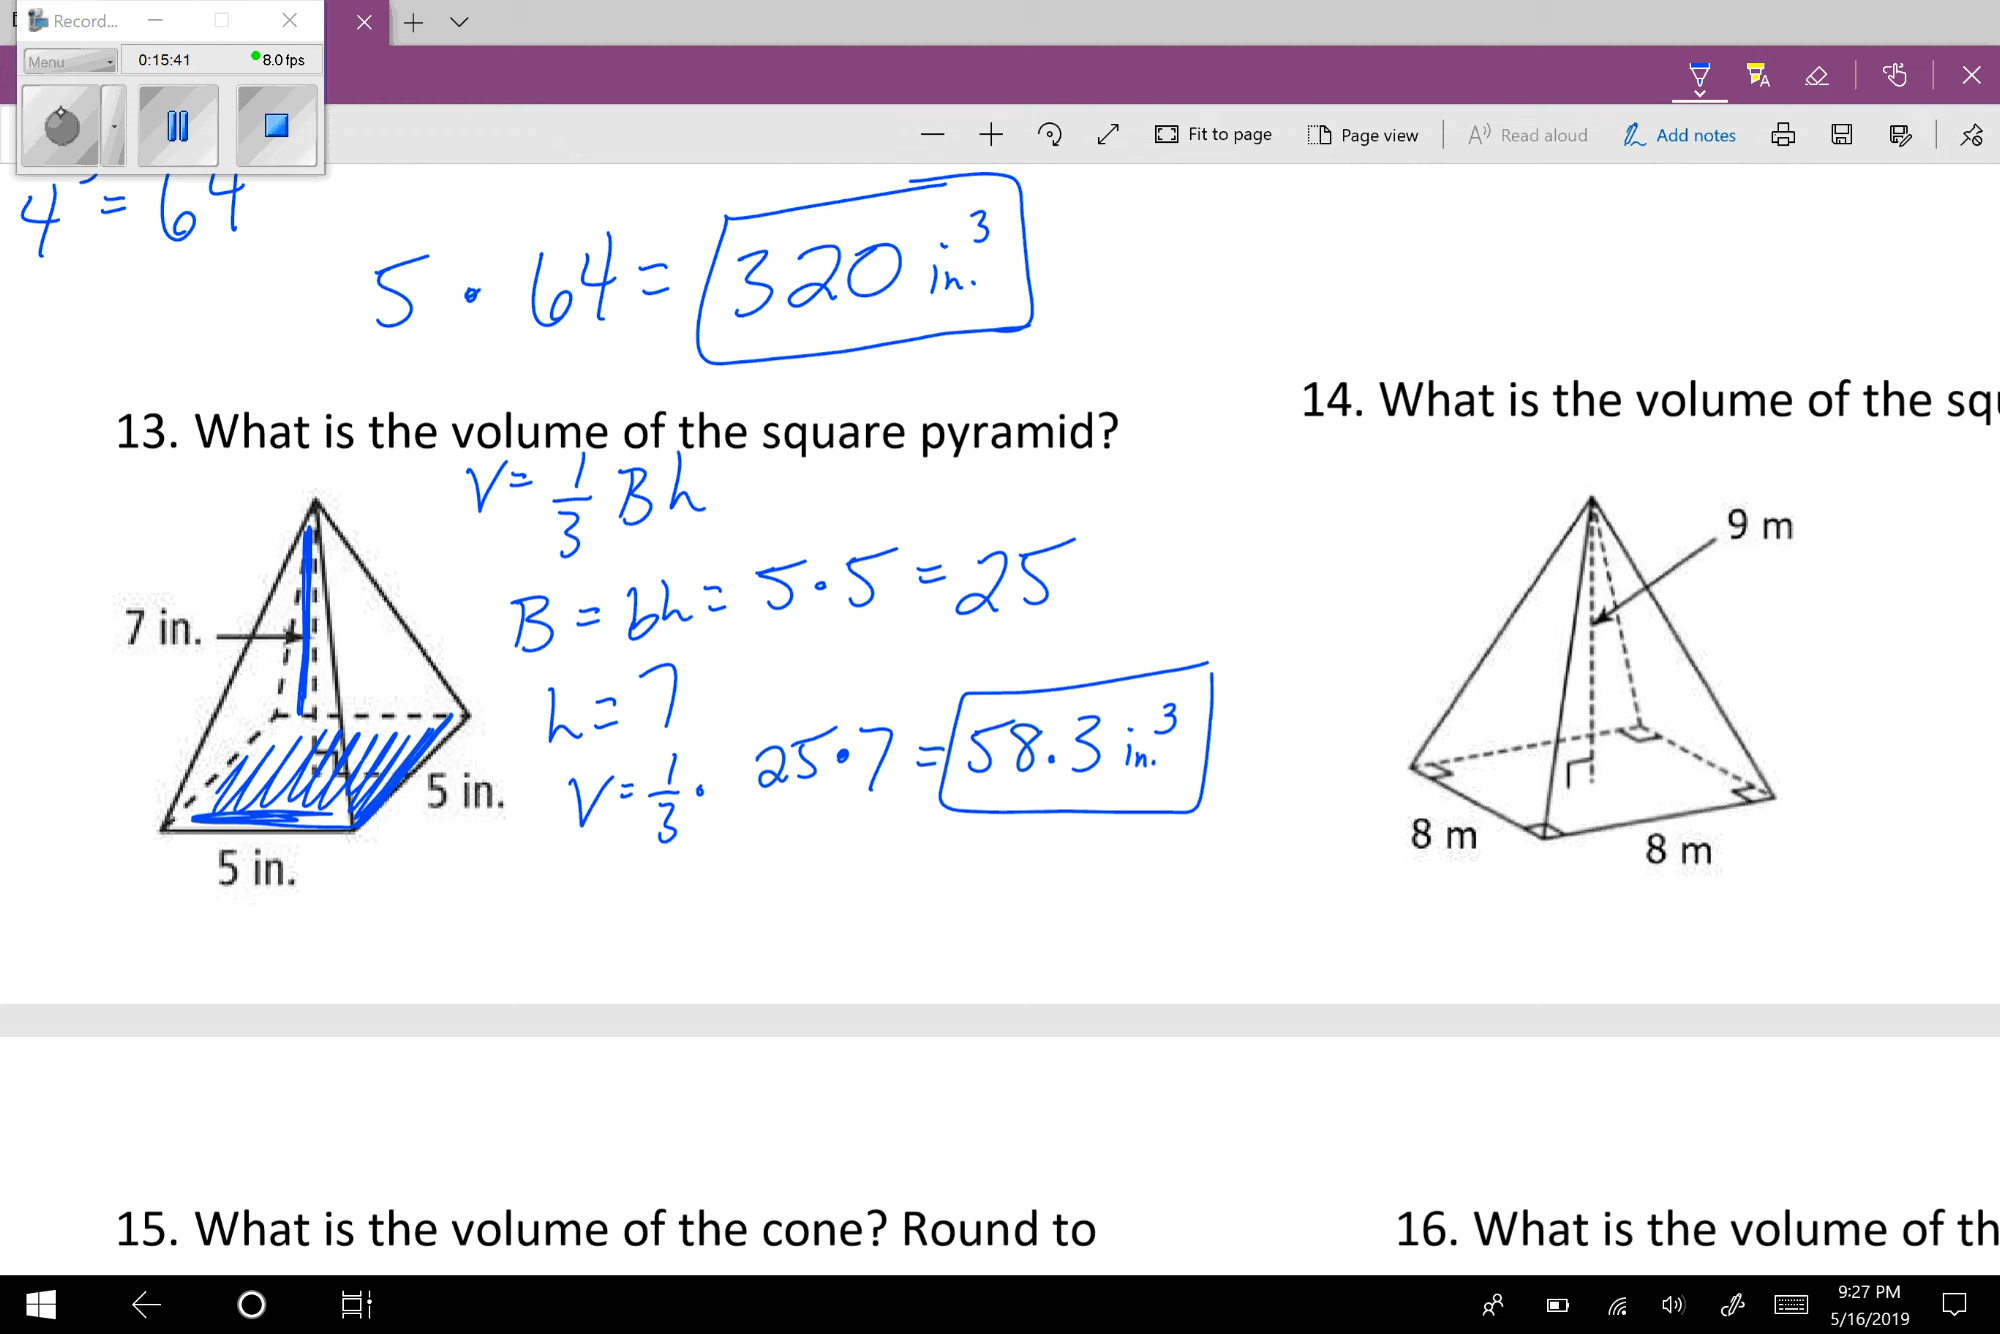 Record...
Menu 0:15:41 8.0 fps
Fit to page Page view Read aloud Add notes
= 64
5 · 64 = 320 in.³
13. What is the volume of the square pyramid?
V = 1/3 Bh
B = bh = 5 · 5 = 25
h = 7
V = 1/3 · 25 · 7 = 58.3 in.³
7 in.
5 in.
5 in.
14. What is the volume of the squ
9 m
8 m
8 m
15. What is the volume of the cone? Round to
16. What is the volume of th
9:27 PM
5/16/2019